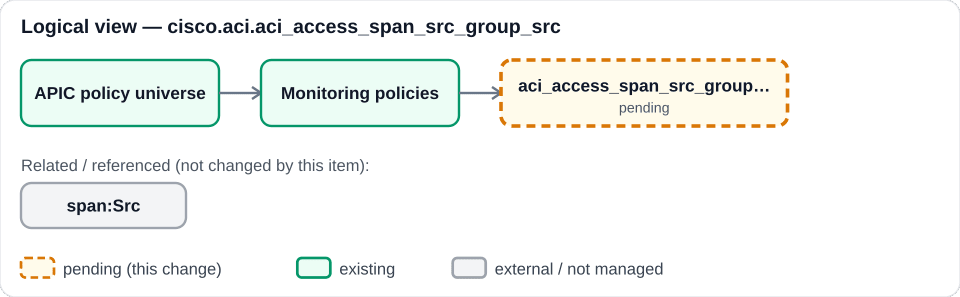 Logical view — cisco.aci.aci_access_span_src_group_src
APIC policy universe
Monitoring policies
aci_access_span_src_group…
pending
Related / referenced (not changed by this item):
span:Src
pending (this change)
existing
external / not managed